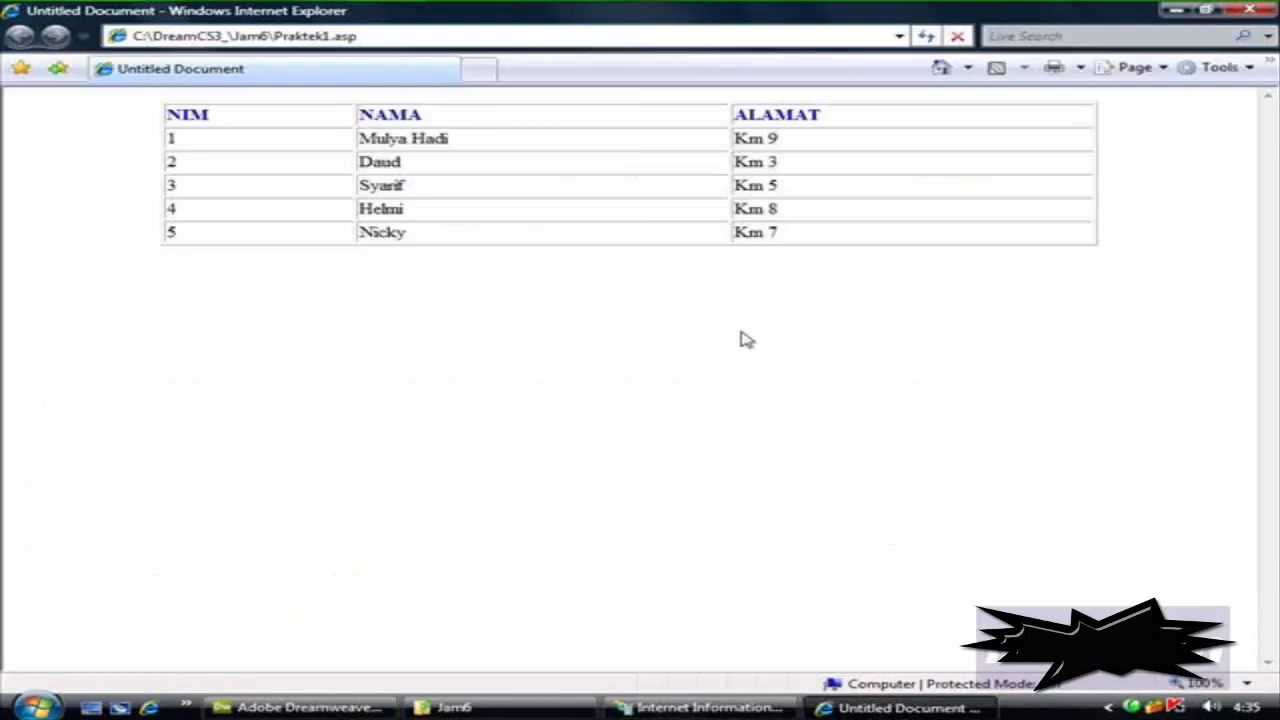 Untitled Document - Windows Internet Explorer
C:\DreamCS3_\Jam6\Praktek1.asp
Live Search
Untitled Document
Page
Tools
NIM NAMA ALAMAT
1 Mulya Hadi Km 9
2 Daud Km 3
3 Syarif Km 5
4 Helmi Km 8
5 Nicky Km 7
Computer | Protected Mode:
100%
Adobe Dreamweave...
Jam6
Internet Information...
Untitled Document ...
4:35